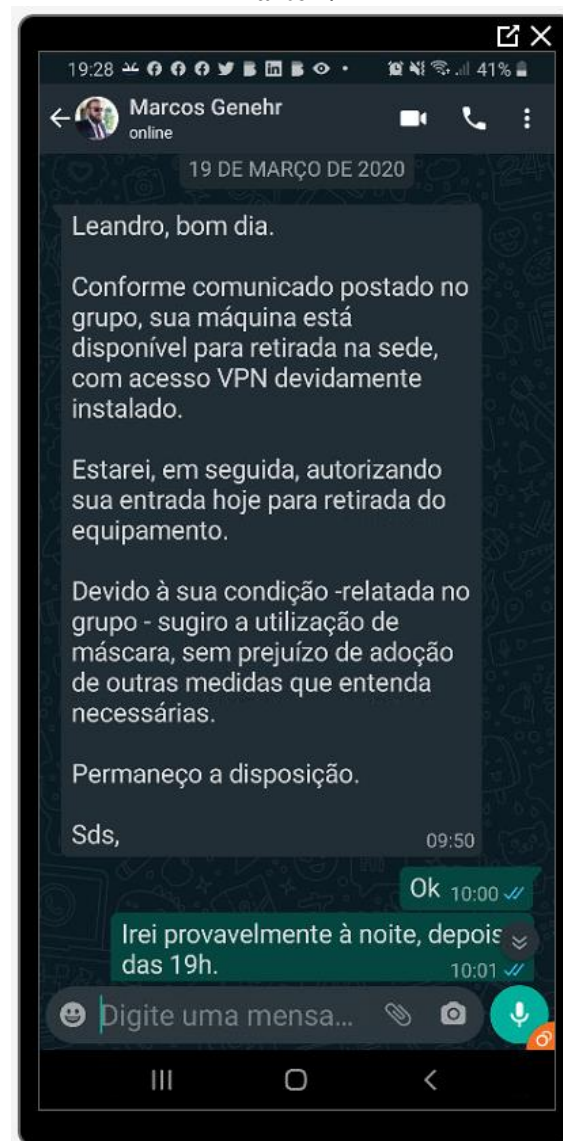 19:28
41%
Marcos Genehr
online
19 DE MARÇO DE 2020
Leandro, bom dia.
Conforme comunicado postado no
grupo, sua máquina está
disponível para retirada na sede,
com acesso VPN devidamente
instalado.
Estarei, em seguida, autorizando
sua entrada hoje para retirada do
equipamento.
Devido à sua condição -relatada no
grupo - sugiro a utilização de
máscara, sem prejuízo de adoção
de outras medidas que entenda
necessárias.
Permaneço a disposição.
Sds,
09:50
Ok 10:00
Irei provavelmente à noite, depois
das 19h.
10:01
Digite uma mensa...